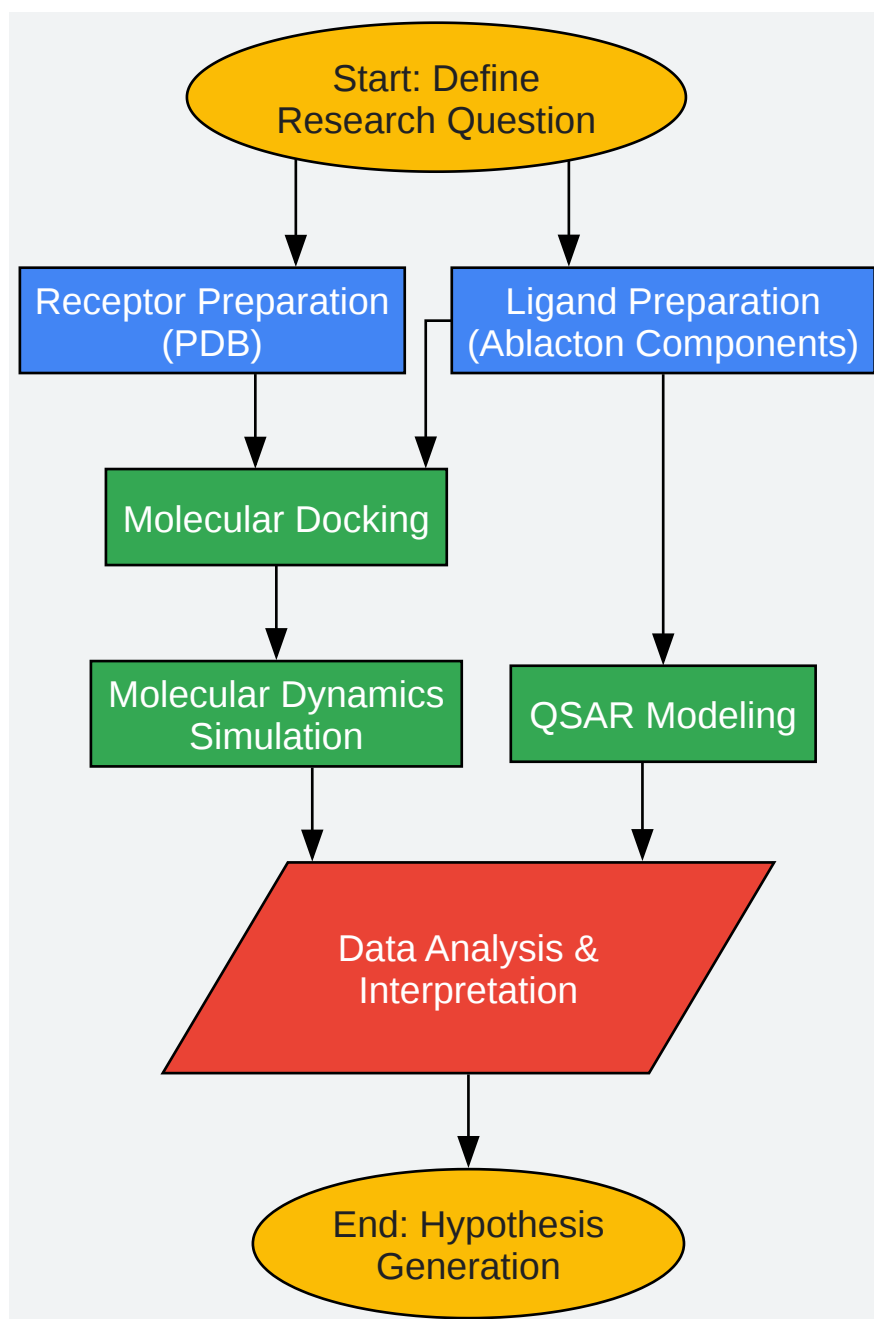 Start: Define
Research Question
Receptor Preparation
(PDB)
Ligand Preparation
(Ablacton Components)
Molecular Docking
Molecular Dynamics
Simulation
QSAR Modeling
Data Analysis &
Interpretation
End: Hypothesis
Generation